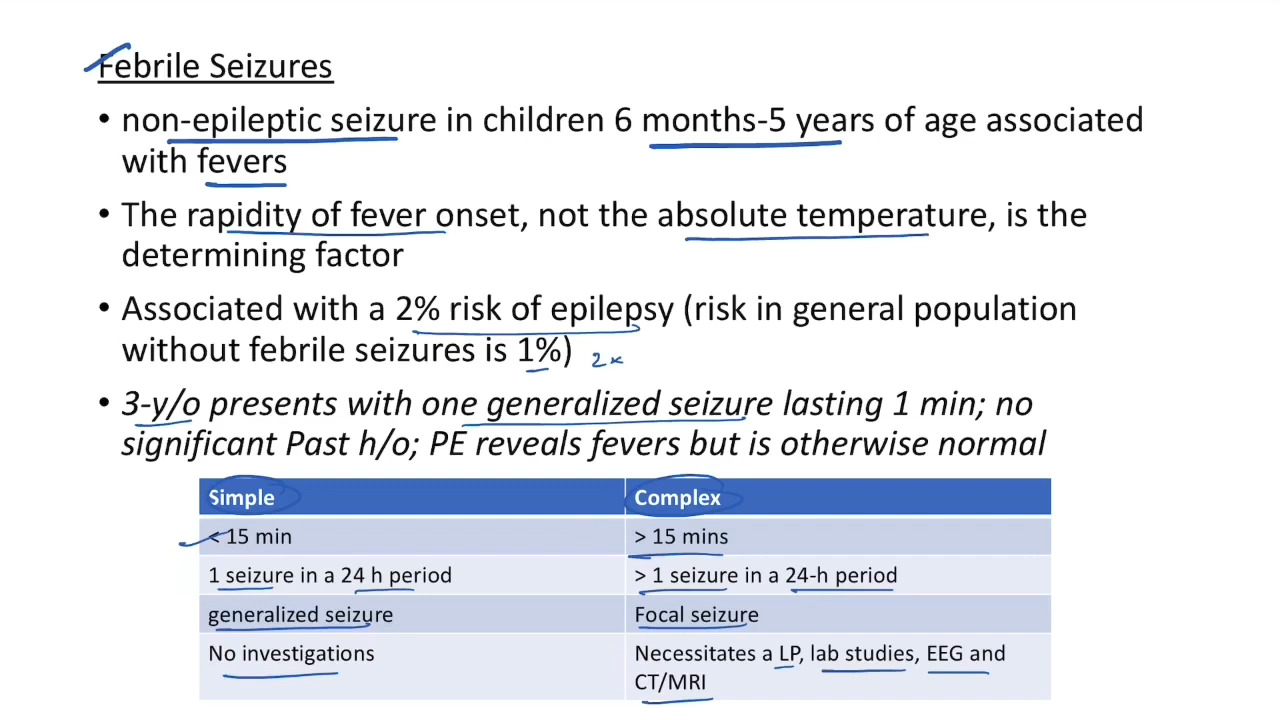 Febrile Seizures
• non-epileptic seizure in children 6 months-5 years of age associated
with fevers
• The rapidity of fever onset, not the absolute temperature, is the
determining factor
• Associated with a 2% risk of epilepsy (risk in general population
without febrile seizures is 1%) 2x
• 3-y/o presents with one generalized seizure lasting 1 min; no
significant Past h/o; PE reveals fevers but is otherwise normal
Simple Complex
< 15 min > 15 mins
1 seizure in a 24 h period > 1 seizure in a 24-h period
generalized seizure Focal seizure
No investigations Necessitates a LP, lab studies, EEG and
CT/MRI